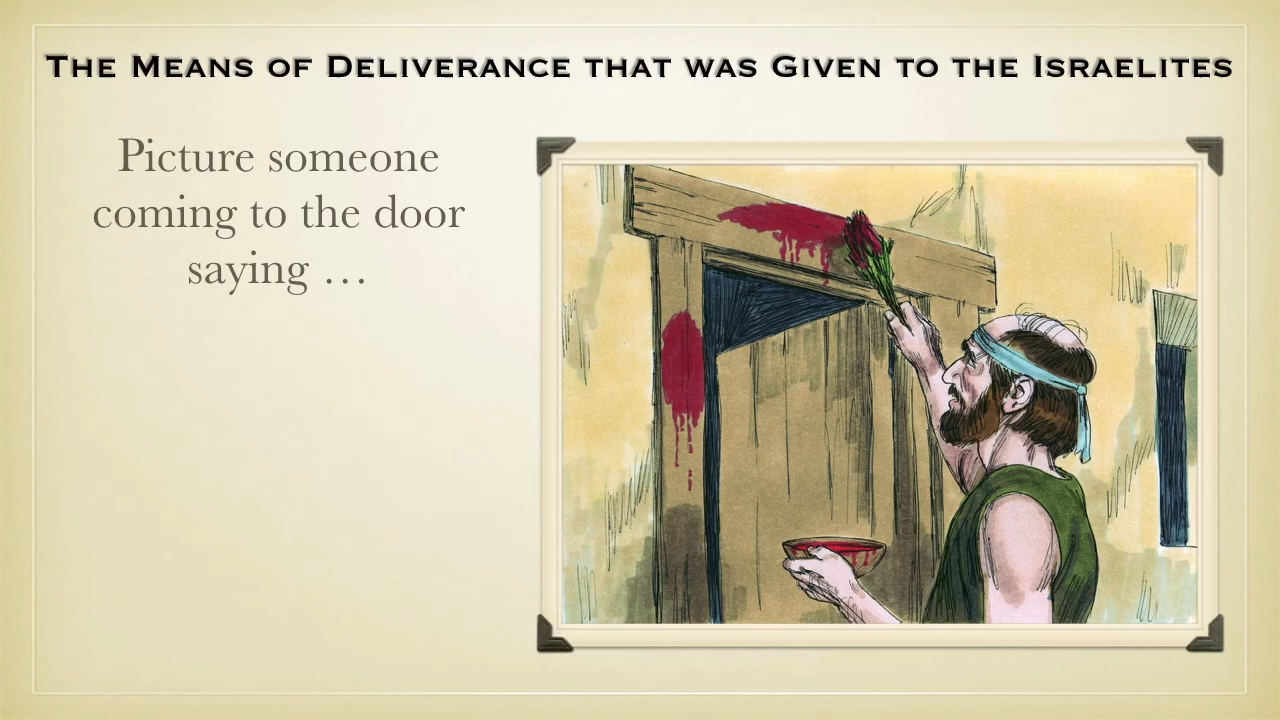 The Means of Deliverance that was Given to the Israelites
Picture someone
coming to the door
saying …